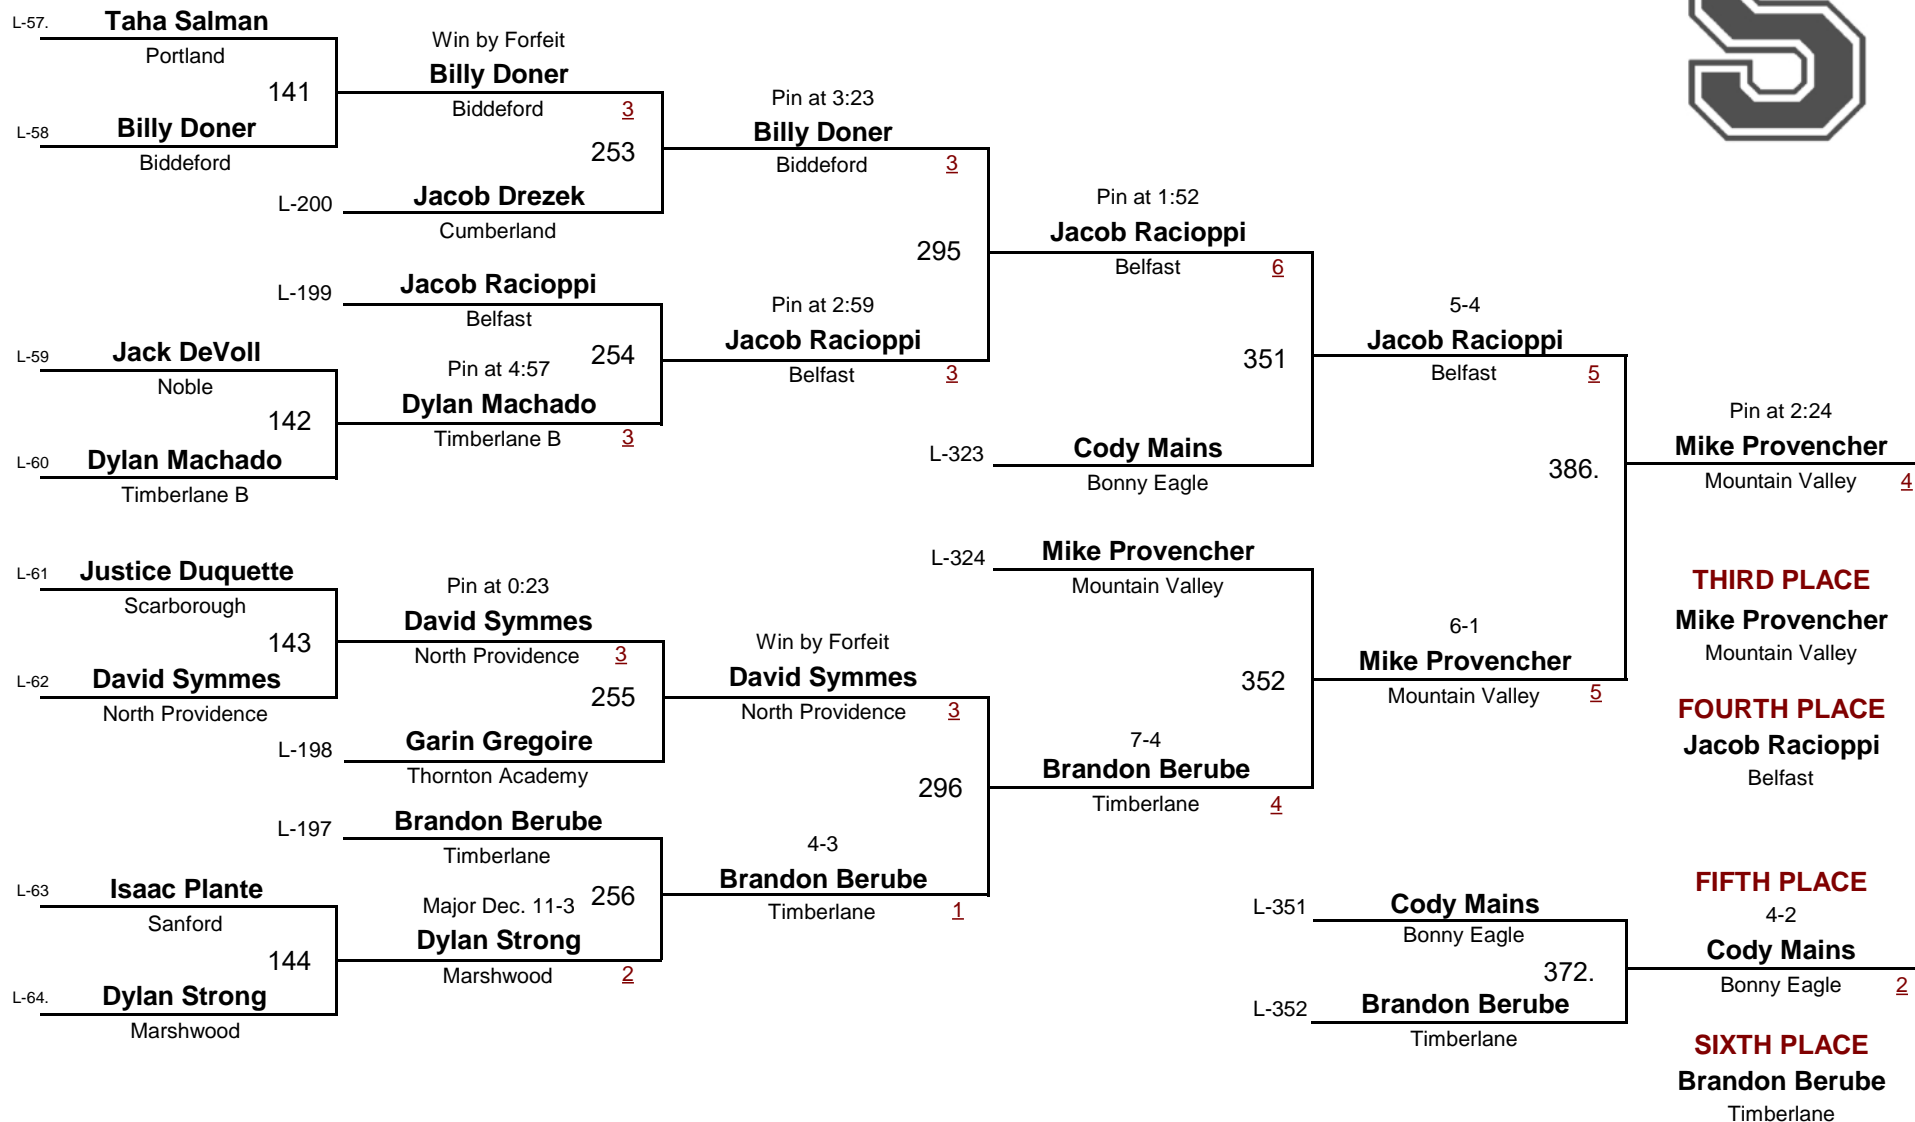 L-57.
Taha Salman
Portland
141
L-58
Billy Doner
Biddeford
Win by Forfeit
Billy Doner
Biddeford
3
253
L-200
Jacob Drezek
Cumberland
Pin at 3:23
Billy Doner
Biddeford
3
L-199
Jacob Racioppi
Belfast
254
L-59
Jack DeVoll
Noble
142
L-60
Dylan Machado
Timberlane B
Pin at 4:57
Dylan Machado
Timberlane B
3
Pin at 2:59
Jacob Racioppi
Belfast
3
295
Pin at 1:52
Jacob Racioppi
Belfast
6
351
L-323
Cody Mains
Bonny Eagle
5-4
Jacob Racioppi
Belfast
5
386.
Pin at 2:24
Mike Provencher
Mountain Valley
4
L-61
Justice Duquette
Scarborough
143
L-62
David Symmes
North Providence
Pin at 0:23
David Symmes
North Providence
3
255
L-198
Garin Gregoire
Thornton Academy
Win by Forfeit
David Symmes
North Providence
3
296
L-197
Brandon Berube
Timberlane
256
L-63
Isaac Plante
Sanford
144
L-64.
Dylan Strong
Marshwood
Major Dec. 11-3
Dylan Strong
Marshwood
2
4-3
Brandon Berube
Timberlane
1
L-324
Mike Provencher
Mountain Valley
352
7-4
Brandon Berube
Timberlane
4
6-1
Mike Provencher
Mountain Valley
5
THIRD PLACE
Mike Provencher
Mountain Valley
FOURTH PLACE
Jacob Racioppi
Belfast
L-351
Cody Mains
Bonny Eagle
372.
L-352
Brandon Berube
Timberlane
FIFTH PLACE
4-2
Cody Mains
Bonny Eagle
2
SIXTH PLACE
Brandon Berube
Timberlane
S